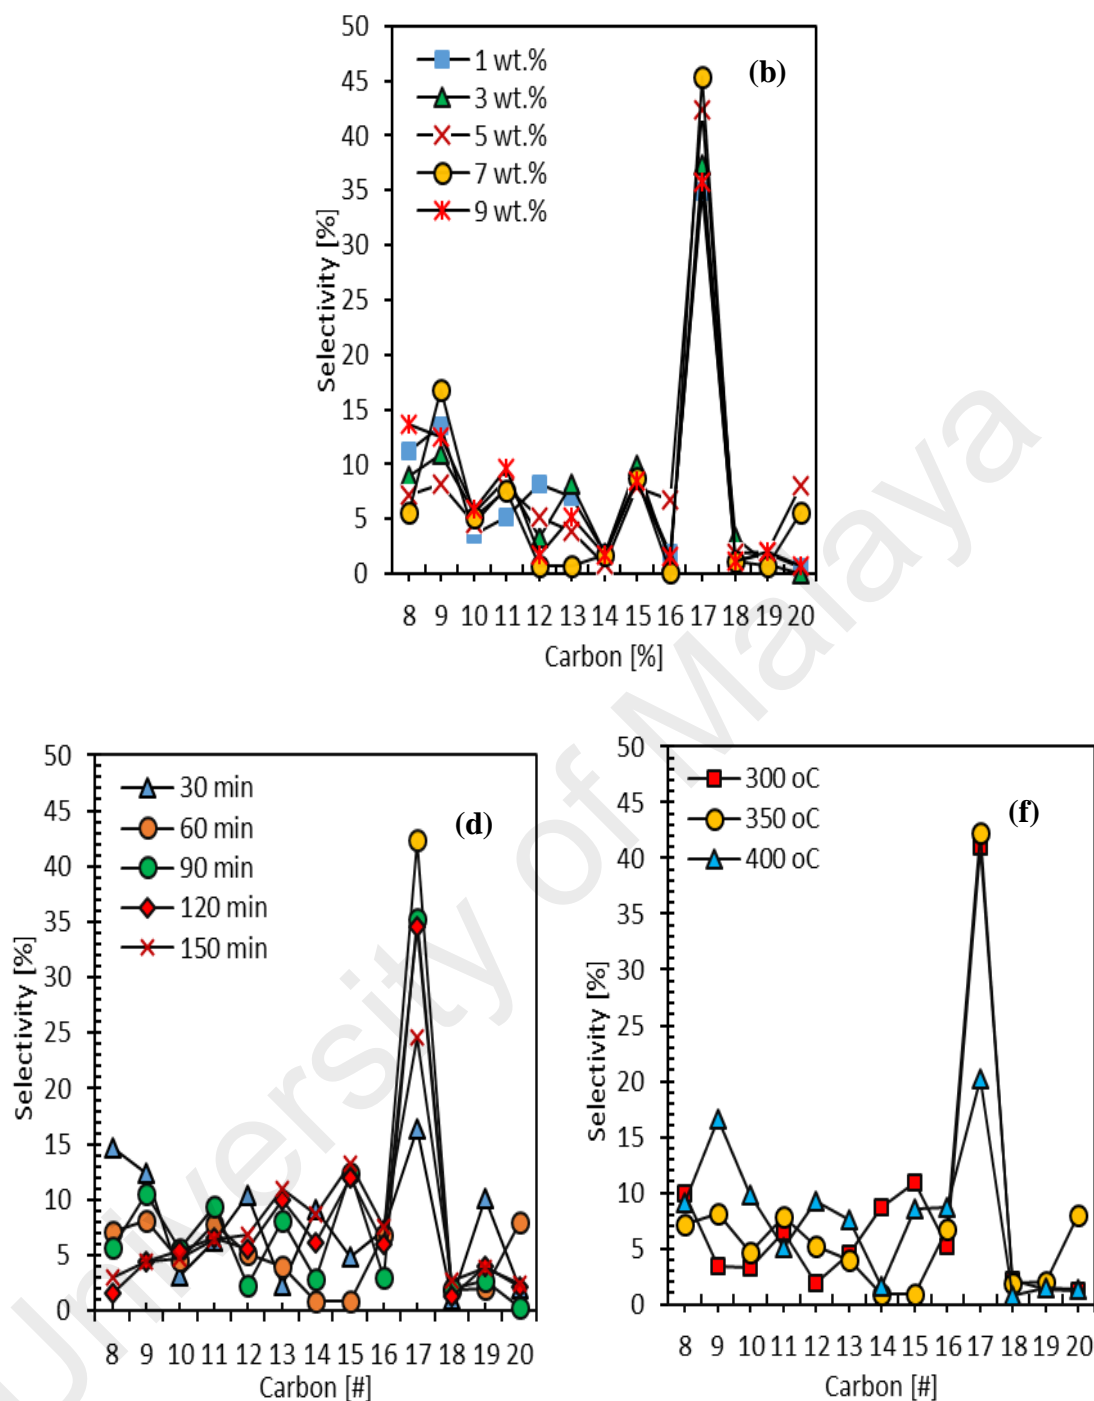 50
45
40
35
30
25
20
15
10
5
0
Selectivity [%]
1 wt.%
3 wt.%
5 wt.%
7 wt.%
9 wt.%
(b)
8 9 10 11 12 13 14 15 16 17 18 19 20
Carbon [%]
50
45
40
35
30
25
20
15
10
5
0
Selectivity [%]
30 min
60 min
90 min
120 min
150 min
(d)
8 9 10 11 12 13 14 15 16 17 18 19 20
Carbon [#]
50
45
40
35
30
25
20
15
10
5
0
Selectivity [%]
300 oC
350 oC
400 oC
(f)
8 9 10 11 12 13 14 15 16 17 18 19 20
Carbon [#]
University of Malaya